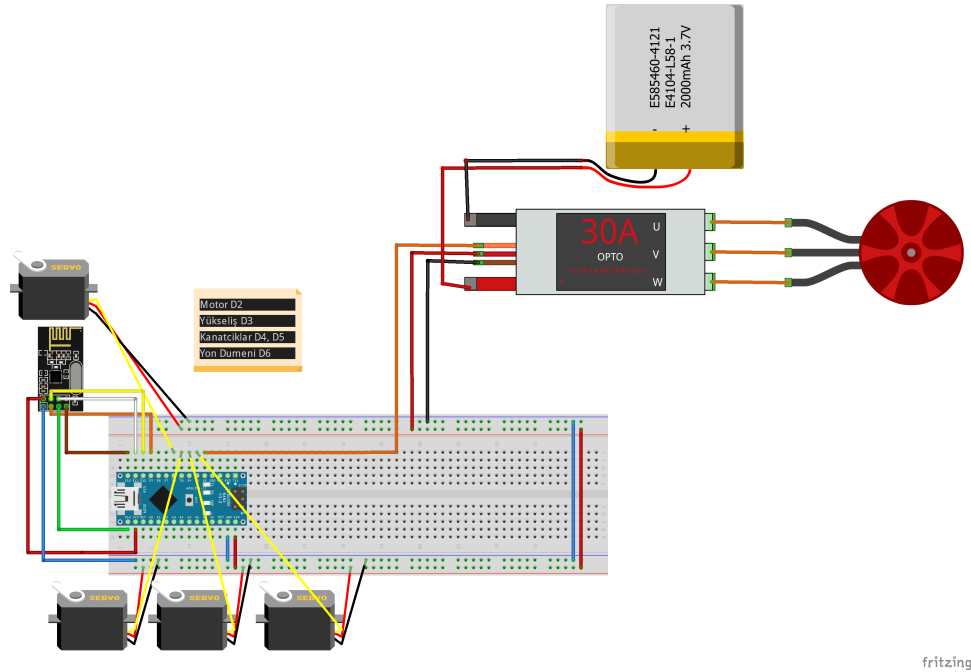 E585460-4121
E4104-L58-1
2000mAh 3.7V
- +
30A
OPTO
U
V
W
SERVO
Motor D2
Yükseliş D3
Kanatciklar D4, D5
Yon Dumeni D6
SERVO
SERVO
SERVO
fritzing